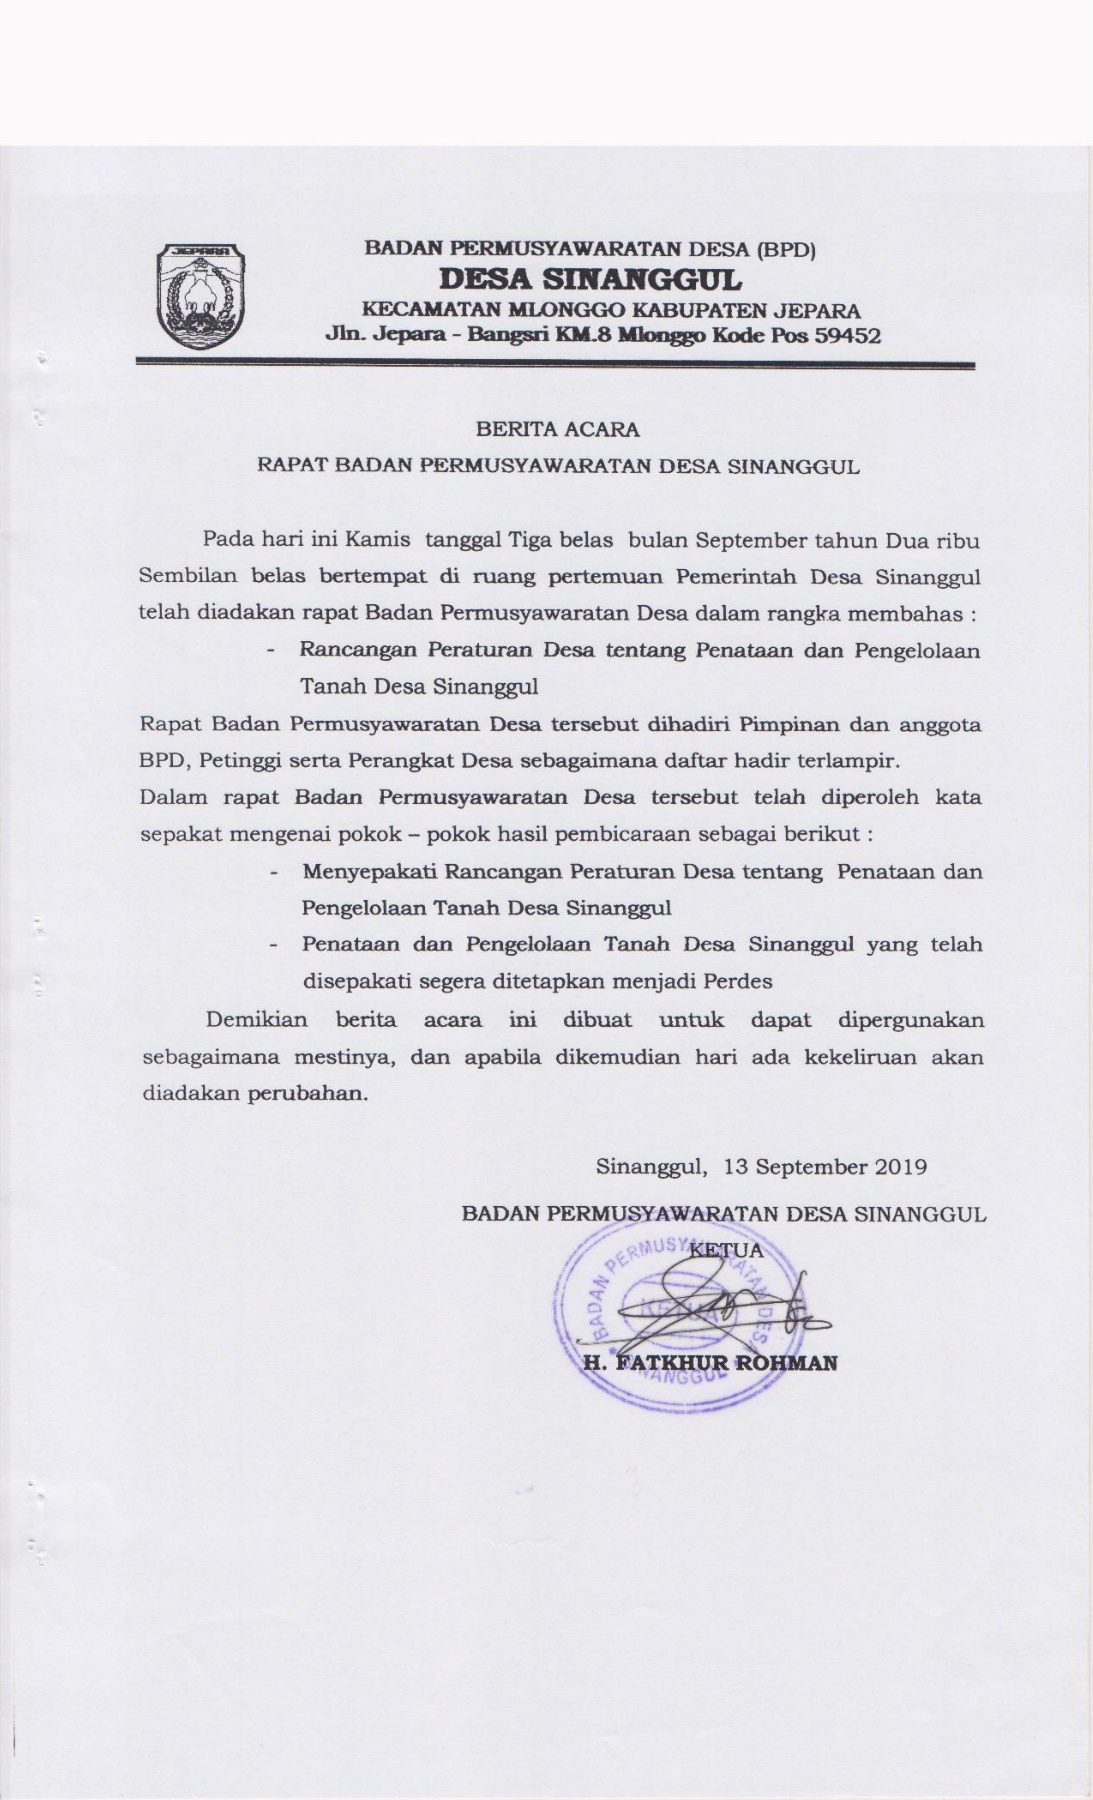 JEPARA
BADAN PERMUSYAWARATAN DESA (BPD)
DESA SINANGGUL
KECAMATAN MLONGGO KABUPATEN JEPARA
Jln. Jepara - Bangsri KM.8 Mlonggo Kode Pos 59452
BERITA ACARA
RAPAT BADAN PERMUSYAWARATAN DESA SINANGGUL
Pada hari ini Kamis tanggal Tiga belas bulan September tahun Dua ribu
Sembilan belas bertempat di ruang pertemuan Pemerintah Desa Sinanggul
telah diadakan rapat Badan Permusyawaratan Desa dalam rangka membahas :
- Rancangan Peraturan Desa tentang Penataan dan Pengelolaan
Tanah Desa Sinanggul
Rapat Badan Permusyawaratan Desa tersebut dihadiri Pimpinan dan anggota
BPD, Petinggi serta Perangkat Desa sebagaimana daftar hadir terlampir.
Dalam rapat Badan Permusyawaratan Desa tersebut telah diperoleh kata
sepakat mengenai pokok – pokok hasil pembicaraan sebagai berikut :
- Menyepakati Rancangan Peraturan Desa tentang Penataan dan
Pengelolaan Tanah Desa Sinanggul
- Penataan dan Pengelolaan Tanah Desa Sinanggul yang telah
disepakati segera ditetapkan menjadi Perdes
Demikian berita acara ini dibuat untuk dapat dipergunakan
sebagaimana mestinya, dan apabila dikemudian hari ada kekeliruan akan
diadakan perubahan.
Sinanggul, 13 September 2019
BADAN PERMUSYAWARATAN DESA SINANGGUL
KETUA
BADAN PERMUSYAWARATAN DESA
KETUA
SINANGGUL
H. FATKHUR ROHMAN